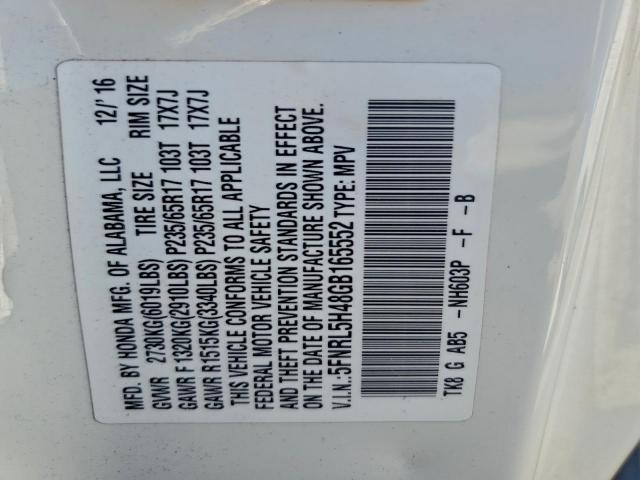 MFD. BY HONDA MFG. OF ALABAMA, LLC 12/'16
GVWR 2730KG(6019LBS) TIRE SIZE RIM SIZE
GAWR F 1320KG(2910LBS) P235/65R17 103T 17X7J
GAWR R 1515KG(3340LBS) P235/65R17 103T 17X7J
THIS VEHICLE CONFORMS TO ALL APPLICABLE
FEDERAL MOTOR VEHICLE SAFETY
AND THEFT PREVENTION STANDARDS IN EFFECT
ON THE DATE OF MANUFACTURE SHOWN ABOVE.
V.I.N.:5FNRL5H48GB165552 TYPE: MPV
TK8 G AB5 -NH603P -F -B